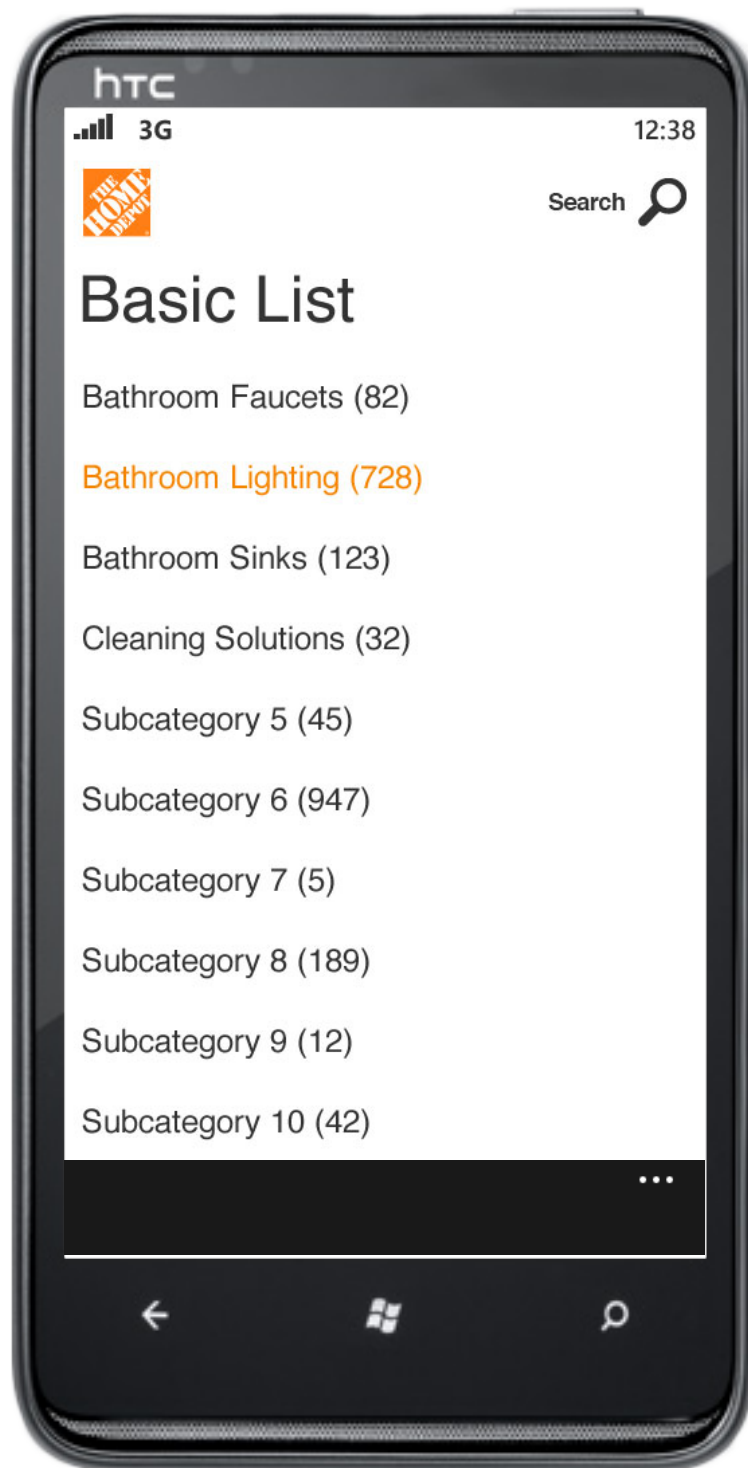 hTC
3G 12:38
THE
HOME
DEPOT
Search
Basic List
Bathroom Faucets (82)
Bathroom Lighting (728)
Bathroom Sinks (123)
Cleaning Solutions (32)
Subcategory 5 (45)
Subcategory 6 (947)
Subcategory 7 (5)
Subcategory 8 (189)
Subcategory 9 (12)
Subcategory 10 (42)